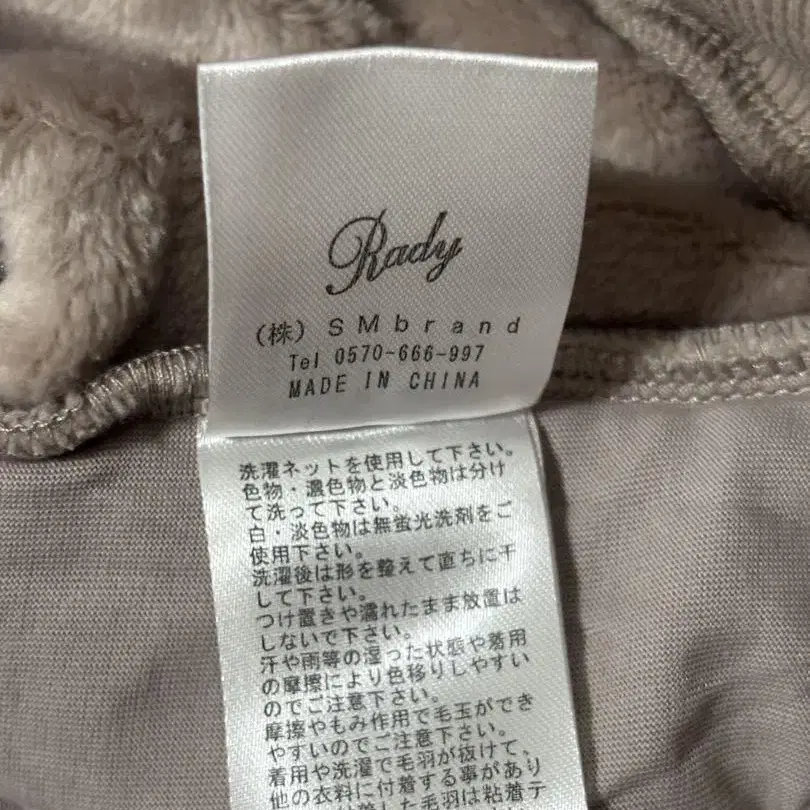 Rady
（株）ＳＭｂｒａｎｄ
Tel 0570-666-997
MADE IN CHINA
洗濯ネットを使用して下さい。
色物・濃色物と淡色物は分け
て洗って下さい。
白・淡色物は無蛍光洗剤をご
使用下さい。
洗濯後は形を整えて直ちに干
して下さい。
つけ置きや濡れたまま放置は
しないで下さい。
汗や雨等の湿った状態や着用
の摩擦により色移りしやすい
のでご注意下さい。
摩擦やもみ作用で毛玉ができ
やすいのでご注意下さい。
着用や洗濯で毛羽が抜けて、
他の衣料に付着する事があり
した毛羽は粘着テ